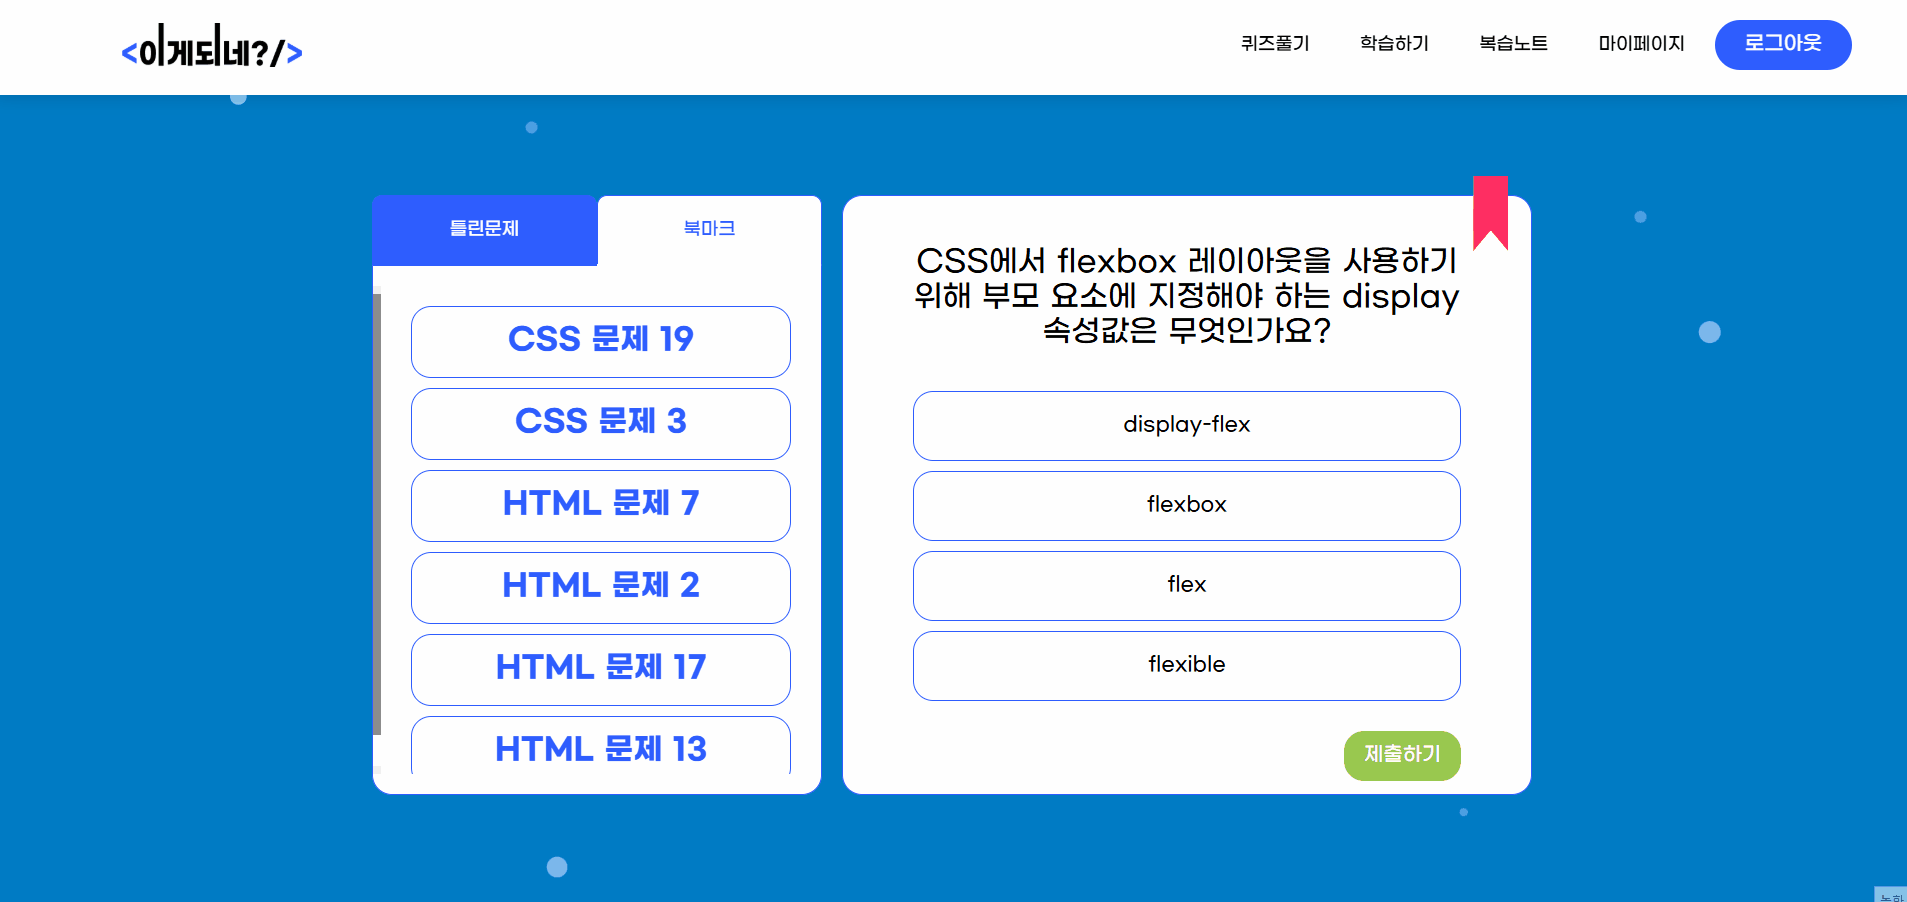 <이게되네?/>
퀴즈풀기 학습하기 복습노트 마이페이지 로그아웃
틀린문제 북마크
CSS 문제 19
CSS 문제 3
HTML 문제 7
HTML 문제 2
HTML 문제 17
HTML 문제 13
CSS에서 flexbox 레이아웃을 사용하기
위해 부모 요소에 지정해야 하는 display
속성값은 무엇인가요?
display-flex
flexbox
flex
flexible
제출하기